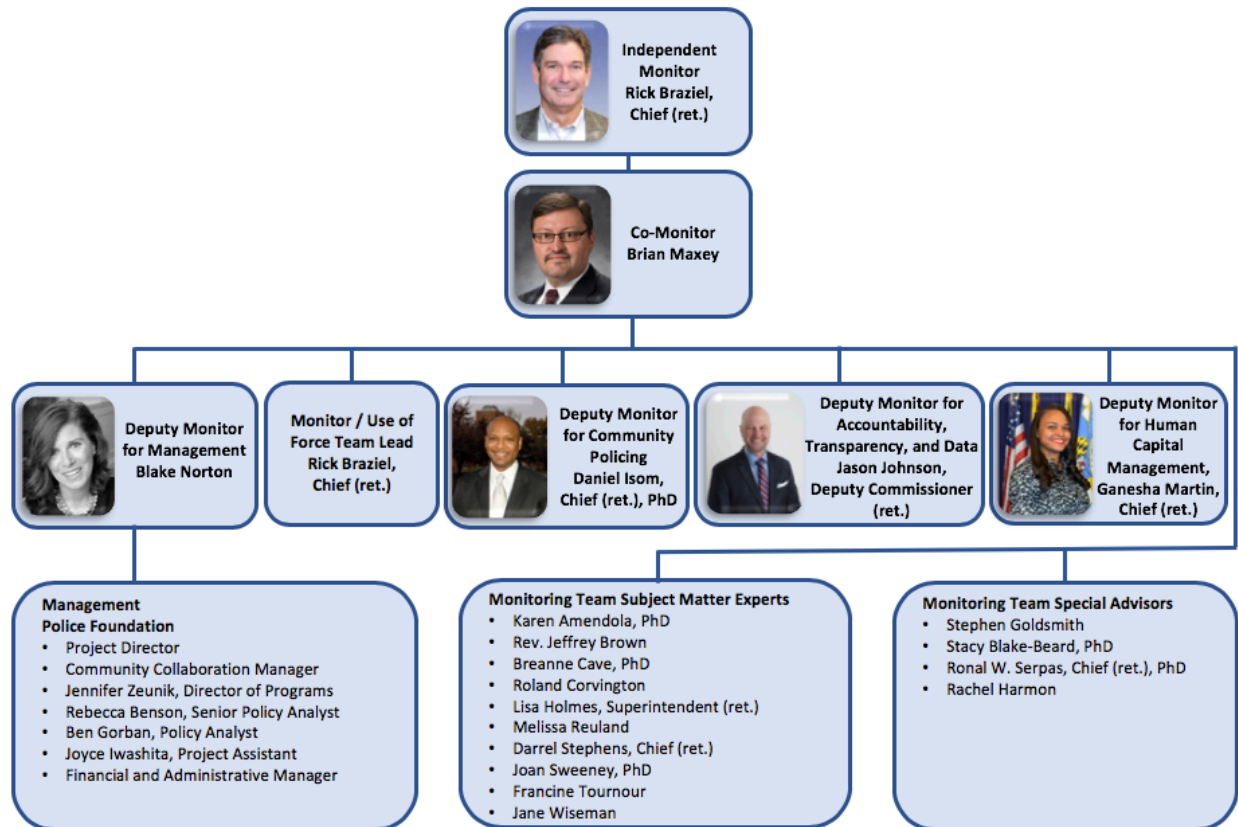 Independent
Monitor
Rick Braziel,
Chief (ret.)
Co-Monitor
Brian Maxey
Deputy Monitor
for Management
Blake Norton
Monitor / Use of
Force Team Lead
Rick Braziel,
Chief (ret.)
Deputy Monitor
for Community
Policing
Daniel Isom,
Chief (ret.), PhD
Deputy Monitor for
Accountability,
Transparency, and Data
Jason Johnson,
Deputy Commissioner
(ret.)
Deputy Monitor
for Human
Capital
Management,
Ganesha Martin,
Chief (ret.)
Management
Police Foundation
• Project Director
• Community Collaboration Manager
• Jennifer Zeunik, Director of Programs
• Rebecca Benson, Senior Policy Analyst
• Ben Gorban, Policy Analyst
• Joyce Iwashita, Project Assistant
• Financial and Administrative Manager
Monitoring Team Subject Matter Experts
• Karen Amendola, PhD
• Rev. Jeffrey Brown
• Breanne Cave, PhD
• Roland Corvington
• Lisa Holmes, Superintendent (ret.)
• Melissa Reuland
• Darrel Stephens, Chief (ret.)
• Joan Sweeney, PhD
• Francine Tournour
• Jane Wiseman
Monitoring Team Special Advisors
• Stephen Goldsmith
• Stacy Blake-Beard, PhD
• Ronal W. Serpas, Chief (ret.), PhD
• Rachel Harmon